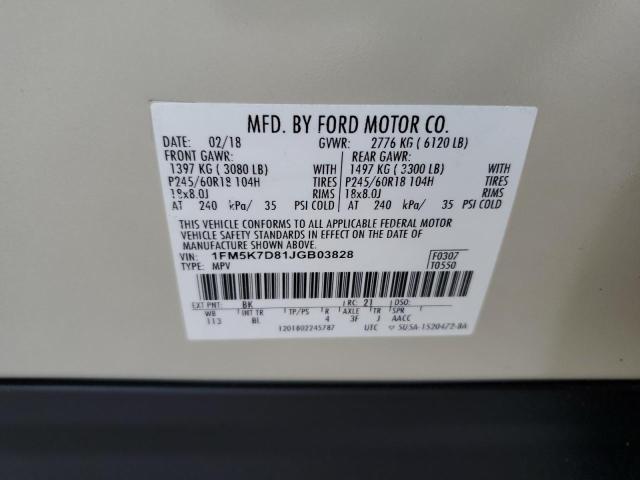 MFD. BY FORD MOTOR CO.
DATE: 02/18 GVWR: 2776 KG ( 6120 LB)
FRONT GAWR: REAR GAWR:
1397 KG ( 3080 LB) WITH 1497 KG ( 3300 LB) WITH
P245/60R18 104H TIRES P245/60R18 104H TIRES
18x8.0J RIMS 18x8.0J RIMS
AT 240 kPa/ 35 PSI COLD AT 240 kPa/ 35 PSI COLD
THIS VEHICLE CONFORMS TO ALL APPLICABLE FEDERAL MOTOR
VEHICLE SAFETY STANDARDS IN EFFECT ON THE DATE OF
MANUFACTURE SHOWN ABOVE.
VIN: 1FM5K7D81JGB03828 F0307
TYPE: MPV T0550
EXT PNT: BK RC: 21 DSO:
WB INT TR TP/PS R AXLE TR SPR
113 BL 4 3F J AACC
1201802245787 UTC 5U5A-1520472-BA